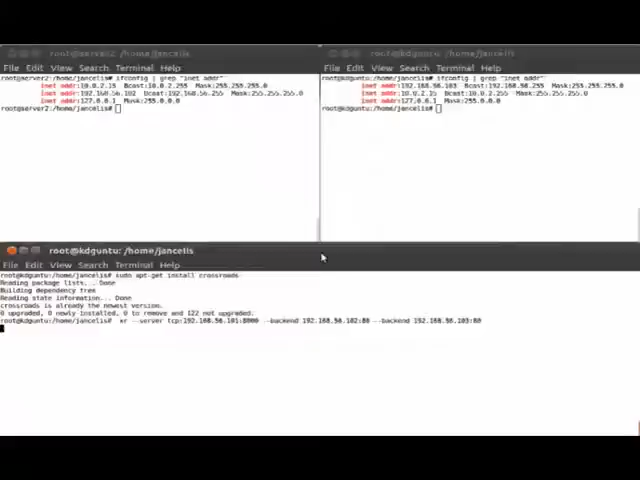 root@server2: /home/jancelis
File Edit View Search Terminal Help
root@server2:/home/jancelis# ifconfig | grep "inet addr"
inet addr:10.0.2.15 Bcast:10.0.2.255 Mask:255.255.255.0
inet addr:192.168.56.102 Bcast:192.168.56.255 Mask:255.255.255.0
inet addr:127.0.0.1 Mask:255.0.0.0
root@server2:/home/jancelis#
root@kdguntu: /home/jancelis
File Edit View Search Terminal Help
root@kdguntu:/home/jancelis# ifconfig | grep "inet addr"
inet addr:192.168.56.103 Bcast:192.168.56.255 Mask:255.255.255.0
inet addr:10.0.2.15 Bcast:10.0.2.255 Mask:255.255.255.0
inet addr:127.0.0.1 Mask:255.0.0.0
root@kdguntu:/home/jancelis#
root@kdguntu: /home/jancelis
File Edit View Search Terminal Help
root@kdguntu:/home/jancelis# sudo apt-get install crossroads
Reading package lists... Done
Building dependency tree
Reading state information... Done
crossroads is already the newest version.
0 upgraded, 0 newly installed, 0 to remove and 122 not upgraded.
root@kdguntu:/home/jancelis# xr --server tcp:192.168.56.101:8000 --backend 192.168.56.102:80 --backend 192.168.56.103:80